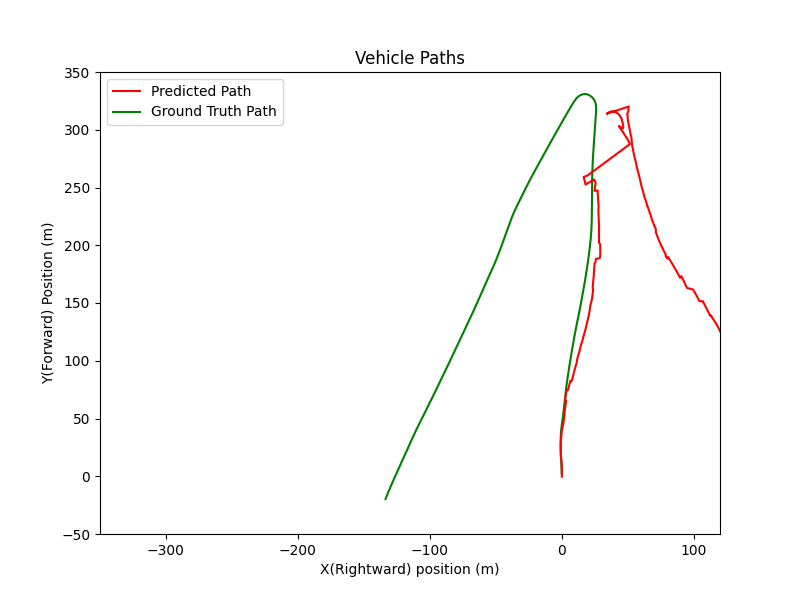 Vehicle Paths
Predicted Path
Ground Truth Path
350
300
250
200
150
100
50
0
−50
Y(Forward) Position (m)
−300
−200
−100
0
100
X(Rightward) position (m)